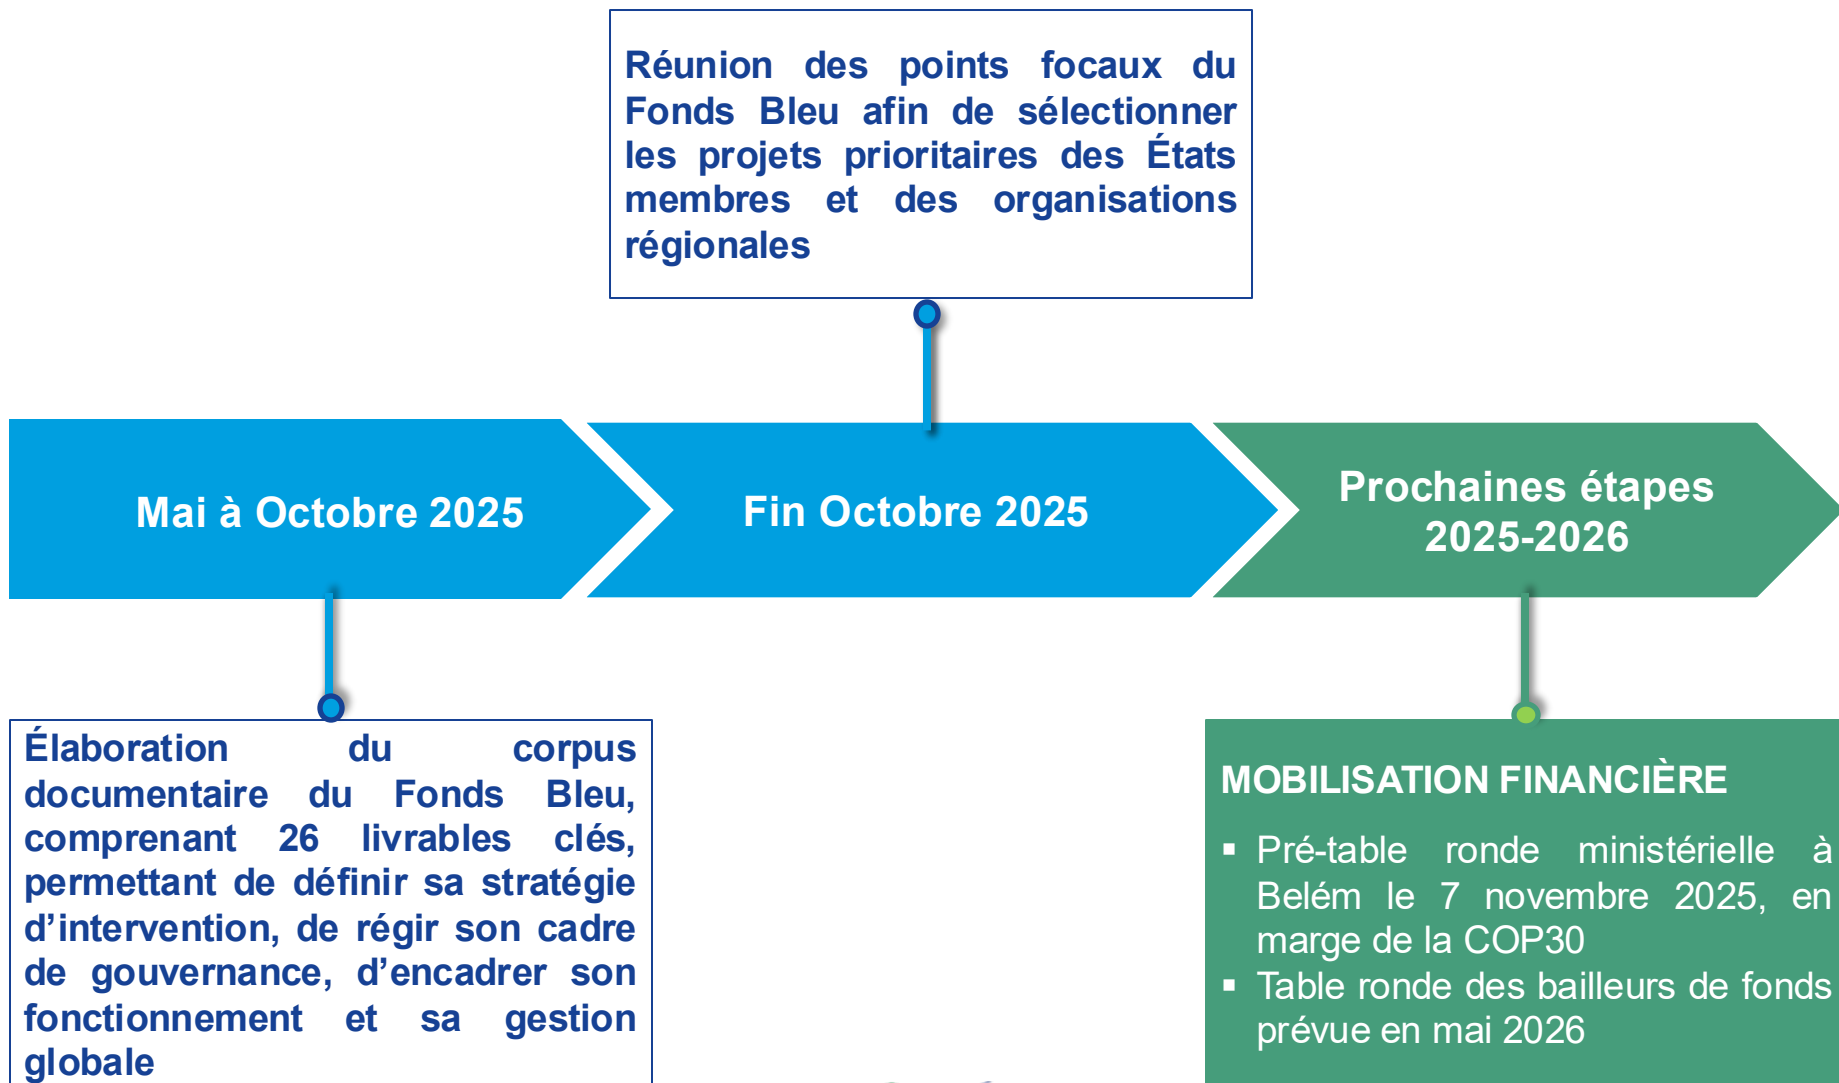 Réunion des points focaux du
Fonds Bleu afin de sélectionner
les projets prioritaires des États
membres et des organisations
régionales
Mai à Octobre 2025
Fin Octobre 2025
Prochaines étapes
2025-2026
Élaboration du corpus
documentaire du Fonds Bleu,
comprenant 26 livrables clés,
permettant de définir sa stratégie
d’intervention, de régir son cadre
de gouvernance, d’encadrer son
fonctionnement et sa gestion
globale
MOBILISATION FINANCIÈRE
▪ Pré-table ronde ministérielle à
Belém le 7 novembre 2025, en
marge de la COP30
▪ Table ronde des bailleurs de fonds
prévue en mai 2026